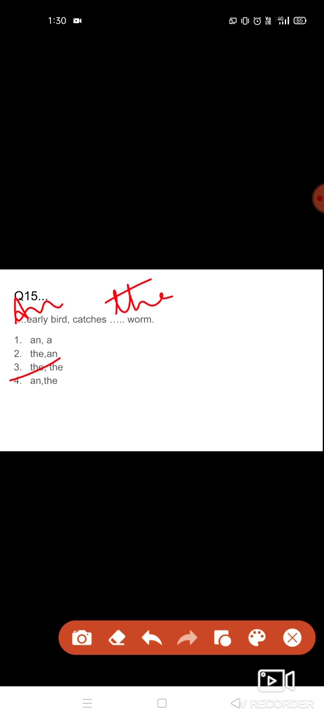 1:30
55
Q15...
An the
....early bird, catches ..... worm.
1. an, a
2. the,an
3. the, the
4. an,the
RECORDER